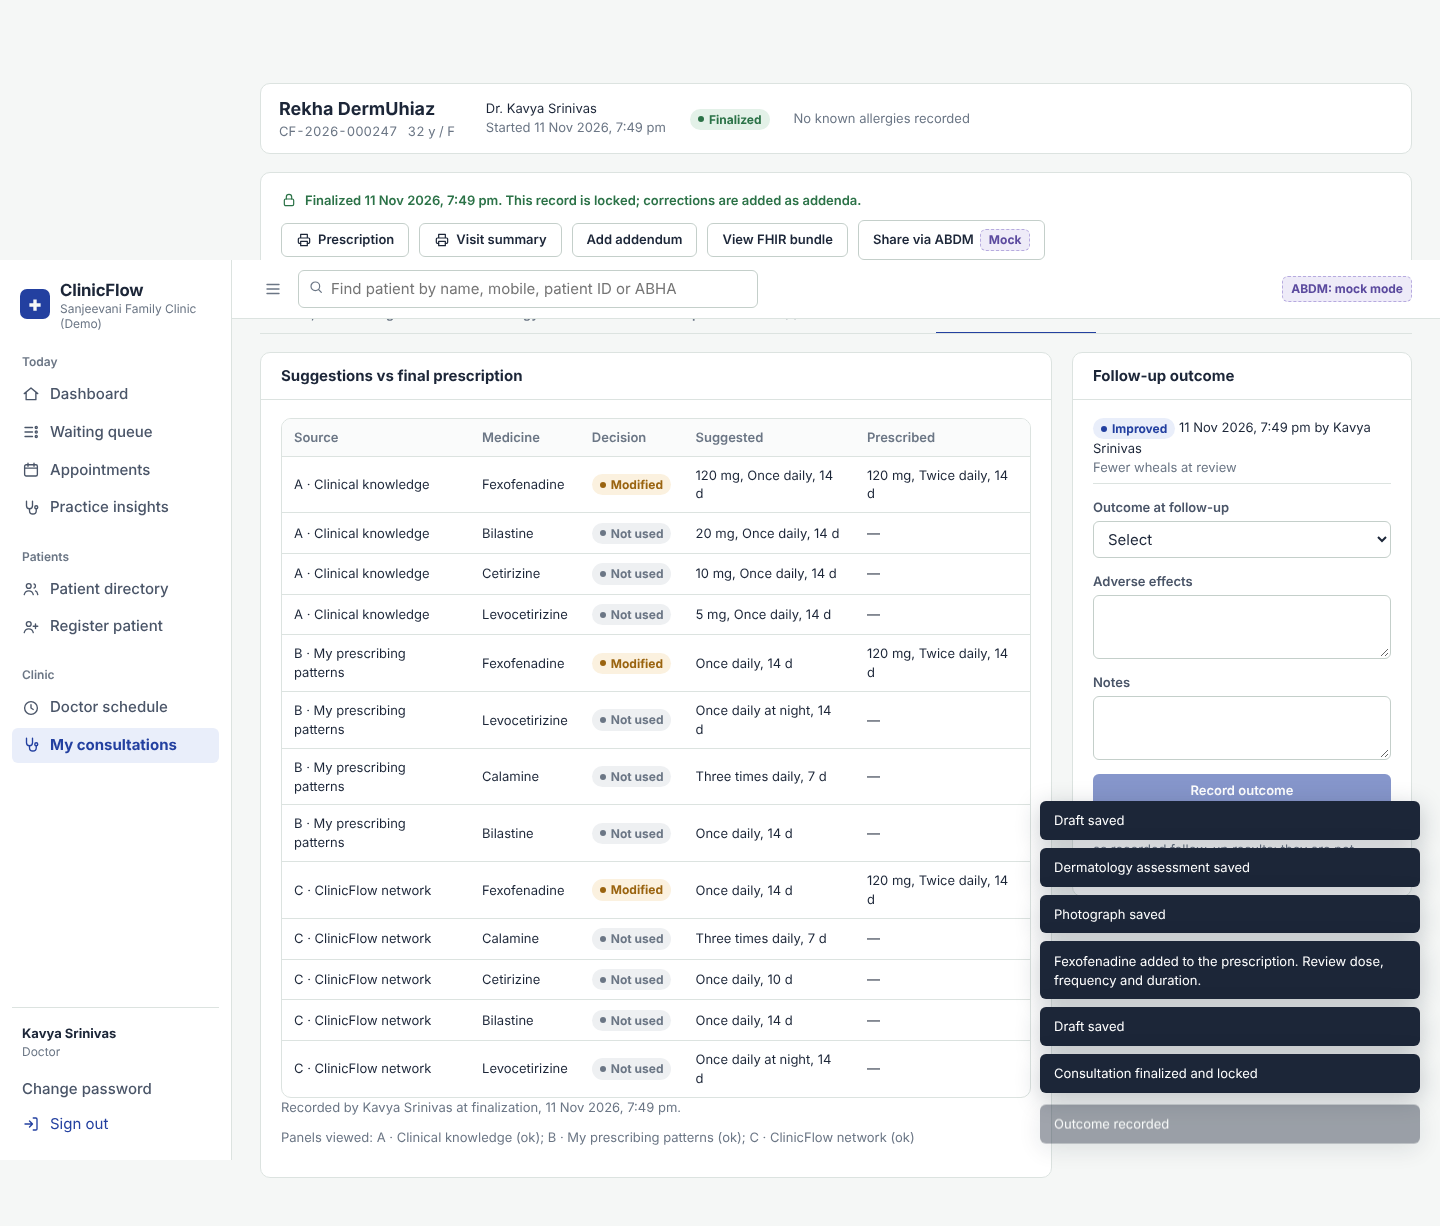 Rekha DermUhiaz
CF-2026-000247 32 y / F
Dr. Kavya Srinivas
Started 11 Nov 2026, 7:49 pm
Finalized
No known allergies recorded
Finalized 11 Nov 2026, 7:49 pm. This record is locked; corrections are added as addenda.
Prescription
Visit summary
Add addendum
View FHIR bundle
Share via ABDM Mock
ClinicFlow
Sanjeevani Family Clinic
(Demo)
Find patient by name, mobile, patient ID or ABHA
ABDM: mock mode
Today
Dashboard
Waiting queue
Appointments
Practice insights
Patients
Patient directory
Register patient
Clinic
Doctor schedule
My consultations
Kavya Srinivas
Doctor
Change password
Sign out
Suggestions vs final prescription
Source Medicine Decision Suggested Prescribed
A · Clinical knowledge Fexofenadine Modified 120 mg, Once daily, 14 d 120 mg, Twice daily, 14 d
A · Clinical knowledge Bilastine Not used 20 mg, Once daily, 14 d —
A · Clinical knowledge Cetirizine Not used 10 mg, Once daily, 14 d —
A · Clinical knowledge Levocetirizine Not used 5 mg, Once daily, 14 d —
B · My prescribing patterns Fexofenadine Modified Once daily, 14 d 120 mg, Twice daily, 14 d
B · My prescribing patterns Levocetirizine Not used Once daily at night, 14 d —
B · My prescribing patterns Calamine Not used Three times daily, 7 d —
B · My prescribing patterns Bilastine Not used Once daily, 14 d —
C · ClinicFlow network Fexofenadine Modified Once daily, 14 d 120 mg, Twice daily, 14 d
C · ClinicFlow network Calamine Not used Three times daily, 7 d —
C · ClinicFlow network Cetirizine Not used Once daily, 10 d —
C · ClinicFlow network Bilastine Not used Once daily, 14 d —
C · ClinicFlow network Levocetirizine Not used Once daily at night, 14 d —
Recorded by Kavya Srinivas at finalization, 11 Nov 2026, 7:49 pm.
Panels viewed: A · Clinical knowledge (ok); B · My prescribing patterns (ok); C · ClinicFlow network (ok)
Follow-up outcome
Improved 11 Nov 2026, 7:49 pm by Kavya
Srinivas
Fewer wheals at review
Outcome at follow-up
Select
Adverse effects
Notes
Record outcome
Draft saved
Dermatology assessment saved
Photograph saved
Fexofenadine added to the prescription. Review dose,
frequency and duration.
Draft saved
Consultation finalized and locked
Outcome recorded